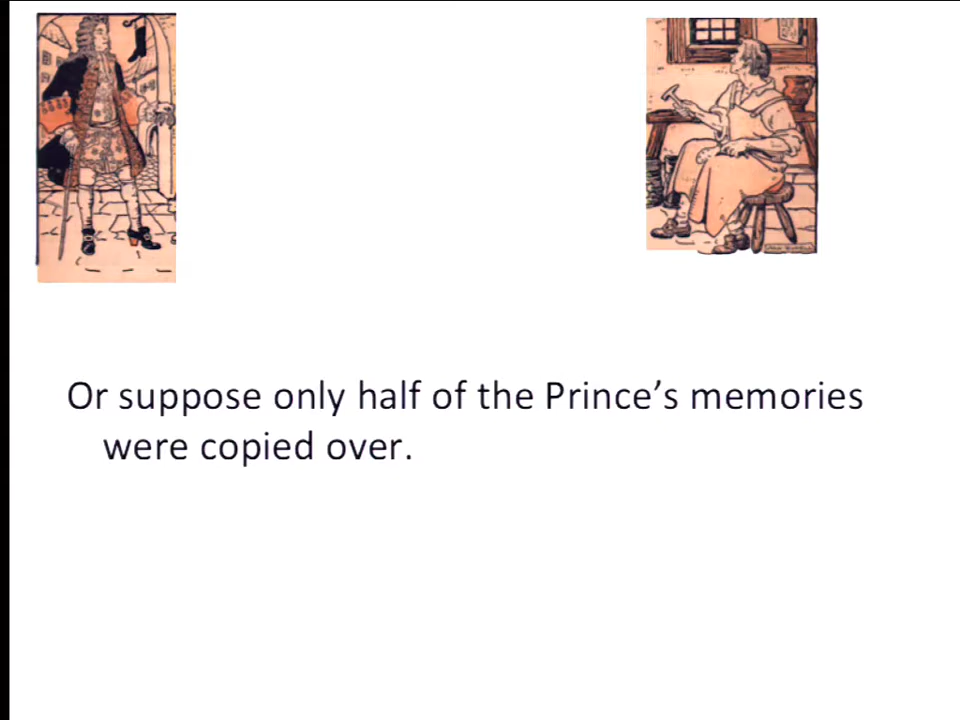 Or suppose only half of the Prince’s memories
were copied over.